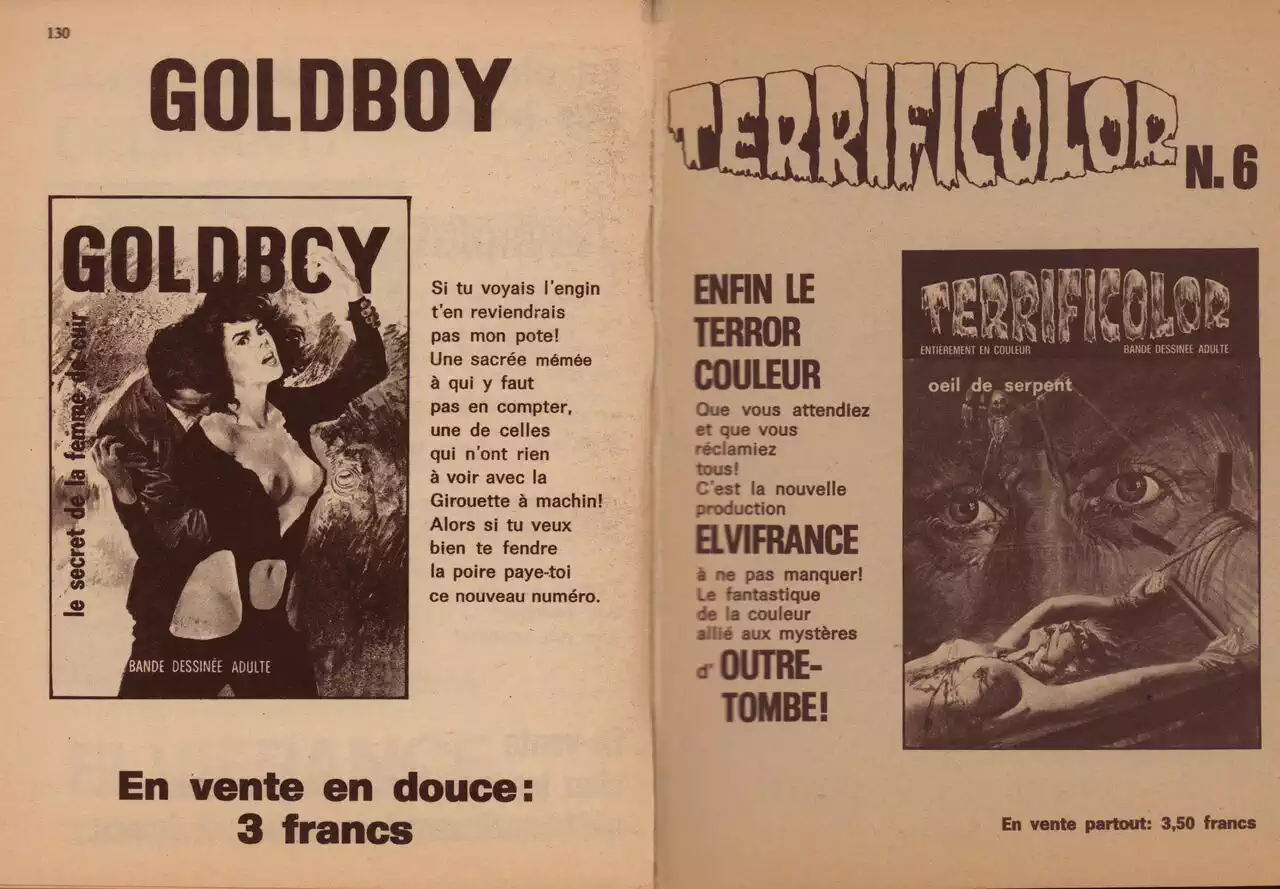 130
GOLDBOY
GOLDBOY
le secret de la femme de cuir
BANDE DESSINÉE ADULTE
Si tu voyais l'engin
t'en reviendrais
pas mon pote!
Une sacrée mémée
à qui y faut
pas en compter,
une de celles
qui n'ont rien
à voir avec la
Girouette à machin!
Alors si tu veux
bien te fendre
la poire paye-toi
ce nouveau numéro.
En vente en douce:
3 francs
TERRIFICOLOR
N. 6
ENFIN LE
TERROR
COULEUR
Que vous attendiez
et que vous
réclamiez
tous!
C'est la nouvelle
production
ELVIFRANCE
à ne pas manquer!
Le fantastique
de la couleur
allié aux mystères
d' OUTRE-
TOMBE!
TERRIFICOLOR
ENTIÈREMENT EN COULEUR BANDE DESSINEE ADULTE
oeil de serpent
En vente partout: 3,50 francs